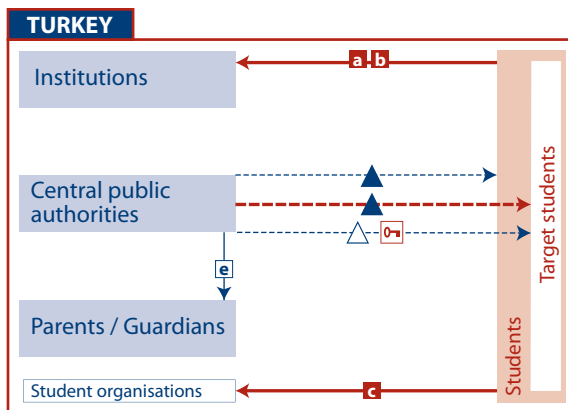 TURKEY
Institutions
a b
Central public
authorities
e
Parents / Guardians
Student organisations
c
Students
Target students